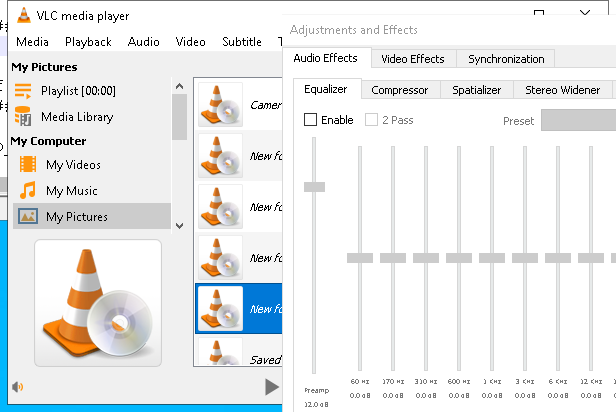 VLC media player
Media Playback Audio Video Subtitle T
My Pictures
Playlist [00:00]
Media Library
My Computer
My Videos
My Music
My Pictures
Camer
New fo
New fo
New fo
New fo
Saved
Adjustments and Effects
Audio Effects Video Effects Synchronization
Equalizer Compressor Spatializer Stereo Widener
Enable 2 Pass Preset
60 Hz 170 Hz 310 Hz 600 Hz 1 KHz 3 KHz 6 KHz 12 KHz
Preamp 0.0 dB 0.0 dB 0.0 dB 0.0 dB 0.0 dB 0.0 dB 0.0 dB 0.0 dB
12.0 dB